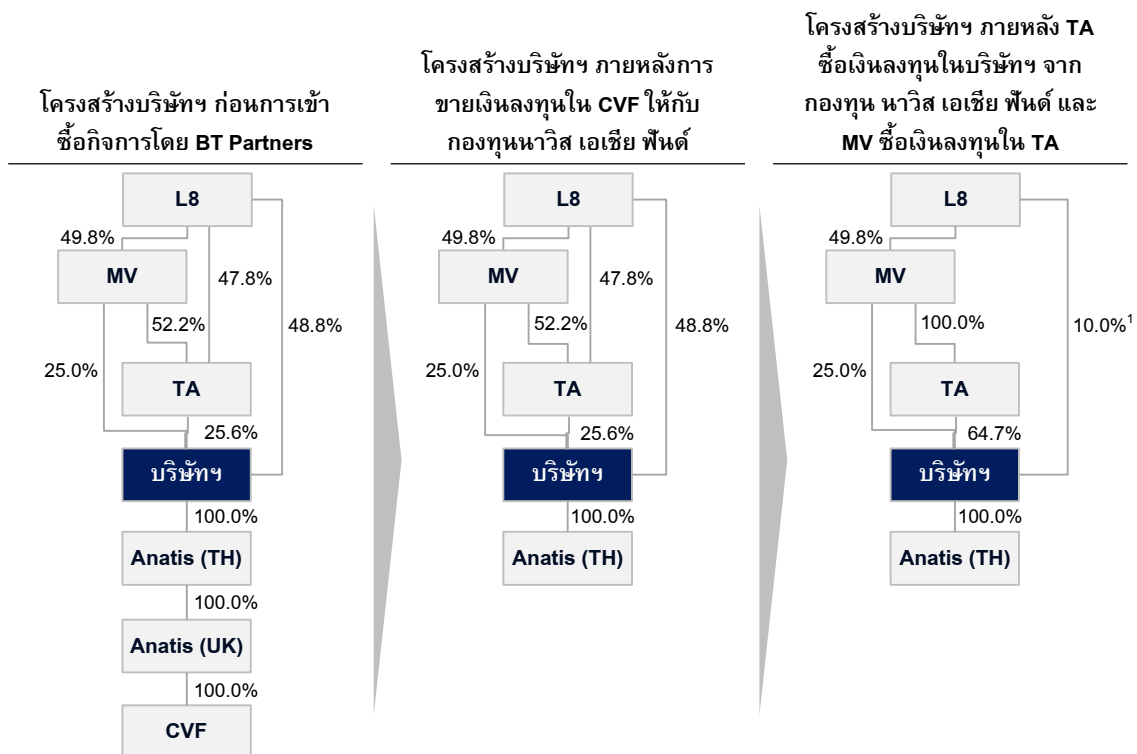 โครงสร้างบริษัทฯ ก่อนการเข้า
ซื้อกิจการโดย BT Partners
L8
49.8%
MV
47.8%
52.2%
48.8%
25.0%
TA
25.6%
บริษัทฯ
100.0%
Anatis (TH)
100.0%
Anatis (UK)
100.0%
CVF
โครงสร้างบริษัทฯ ภายหลังการ
ขายเงินลงทุนใน CVF ให้กับ
กองทุนนาวิส เอเชีย ฟันด์
L8
49.8%
MV
47.8%
52.2%
48.8%
25.0%
TA
25.6%
บริษัทฯ
100.0%
Anatis (TH)
โครงสร้างบริษัทฯ ภายหลัง TA
ซื้อเงินลงทุนในบริษัทฯ จาก
กองทุน นาวิส เอเชีย ฟันด์ และ
MV ซื้อเงินลงทุนใน TA
L8
49.8%
MV
100.0%
10.0%¹
25.0%
TA
64.7%
บริษัทฯ
100.0%
Anatis (TH)